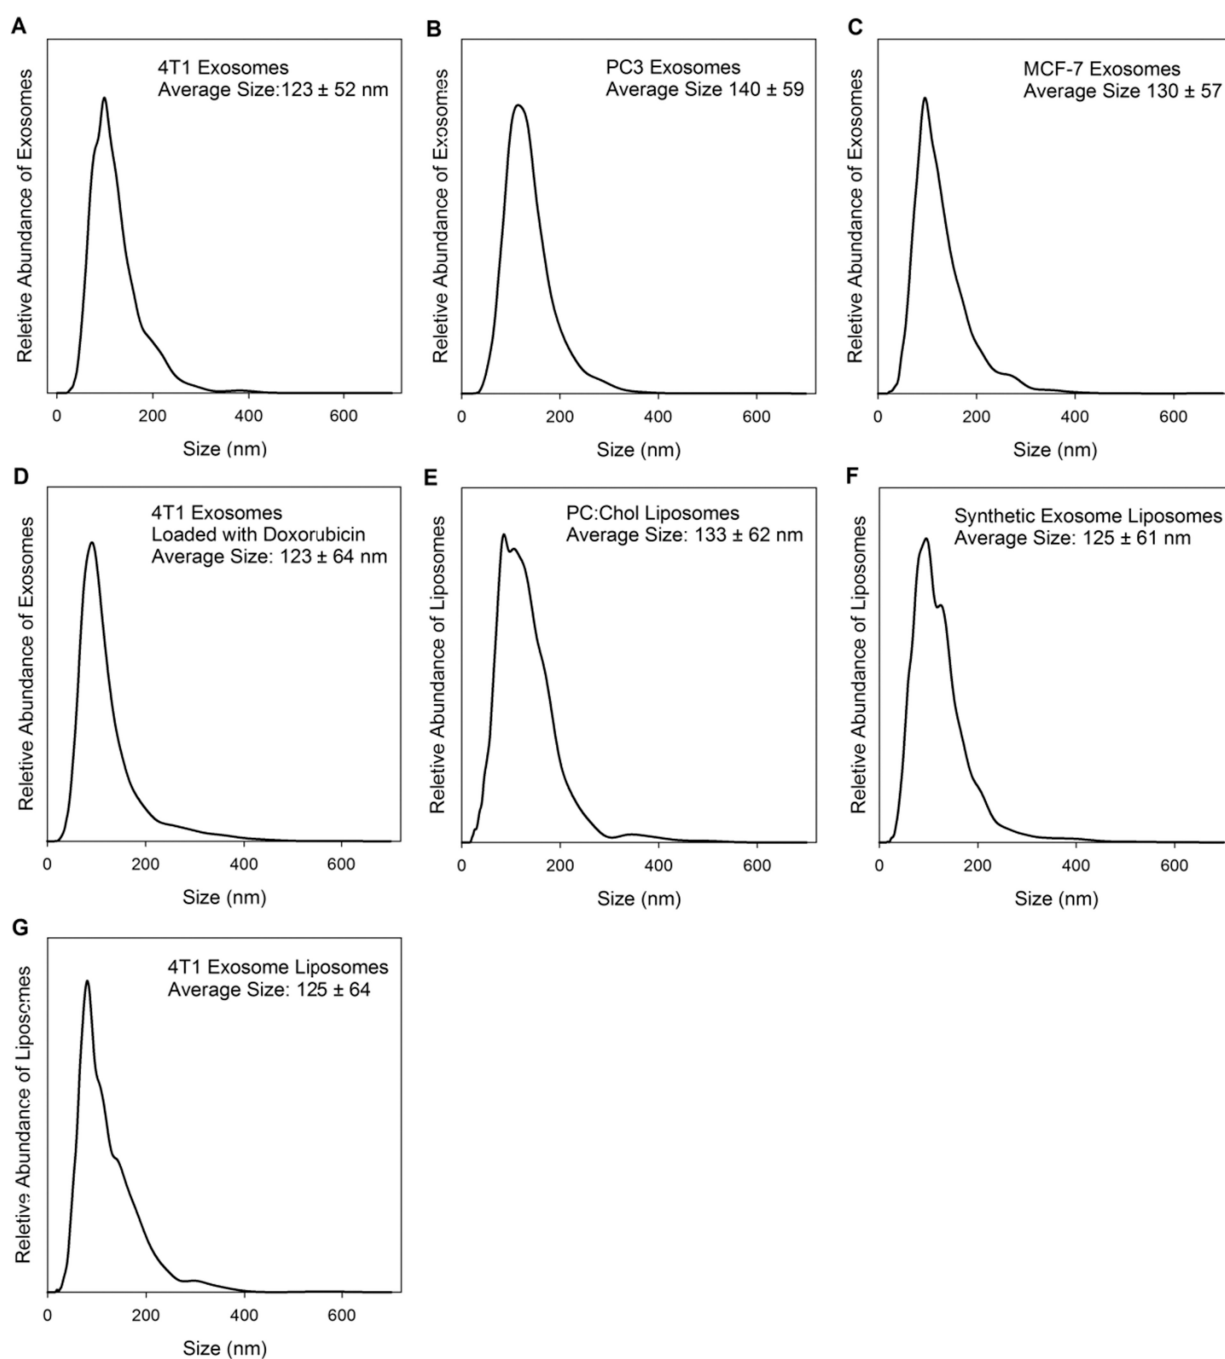 A
4T1 Exosomes
Average Size:123 ± 52 nm
Reletive Abundance of Exosomes
0 200 400 600
Size (nm)
B
PC3 Exosomes
Average Size 140 ± 59
Reletive Abundance of Exosomes
0 200 400 600
Size (nm)
C
MCF-7 Exosomes
Average Size 130 ± 57
Reletive Abundance of Exosomes
0 200 400 600
Size (nm)
D
4T1 Exosomes
Loaded with Doxorubicin
Average Size: 123 ± 64 nm
Reletive Abundance of Exosomes
0 200 400 600
Size (nm)
E
PC:Chol Liposomes
Average Size: 133 ± 62 nm
Reletive Abundance of Liposomes
0 200 400 600
Size (nm)
F
Synthetic Exosome Liposomes
Average Size: 125 ± 61 nm
Reletive Abundance of Liposomes
0 200 400 600
Size (nm)
G
4T1 Exosome Liposomes
Average Size: 125 ± 64
Reletive Abundance of Liposomes
0 200 400 600
Size (nm)